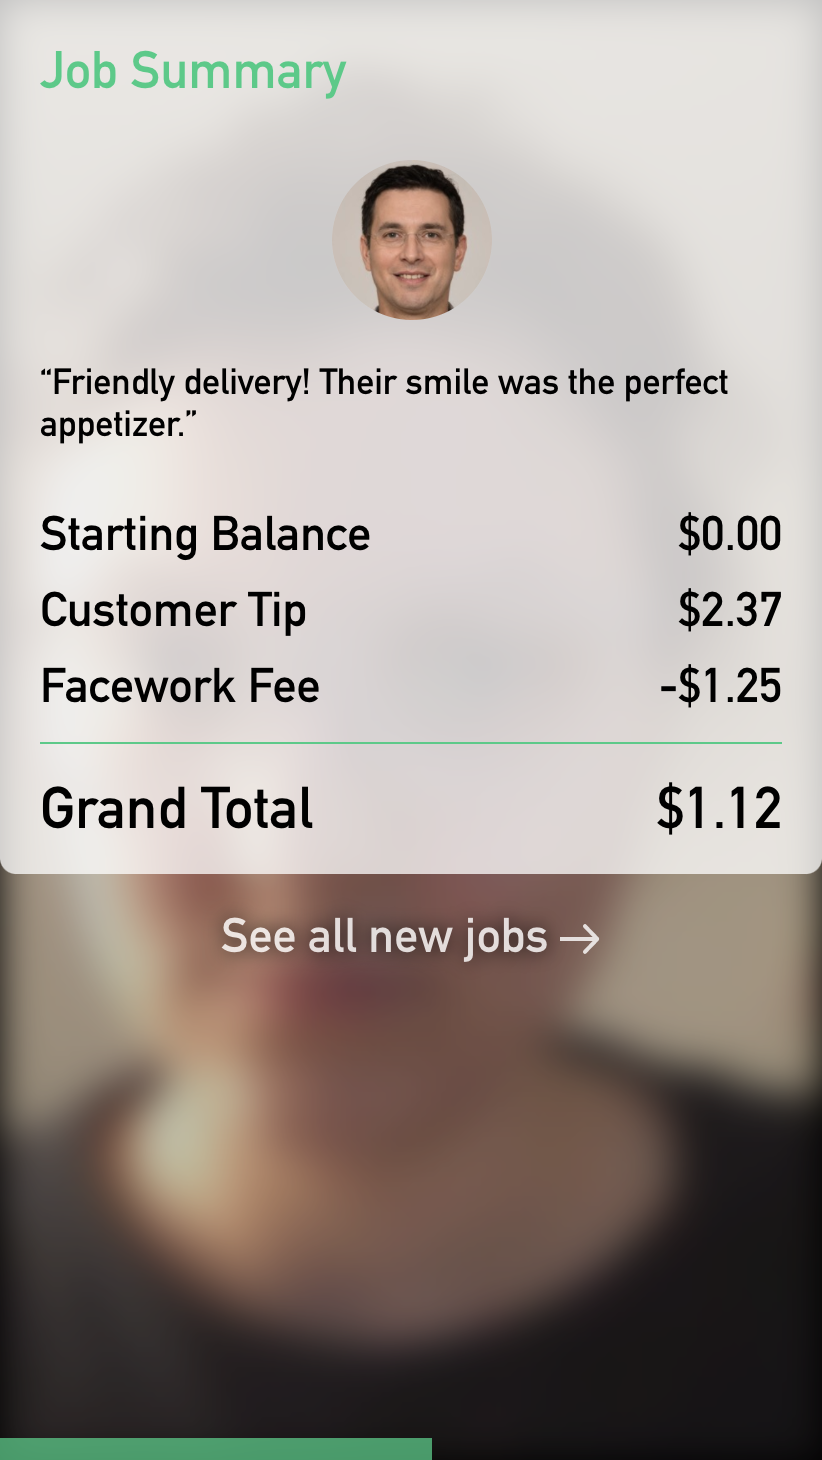 Job Summary
“Friendly delivery! Their smile was the perfect
appetizer.”
Starting Balance $0.00
Customer Tip $2.37
Facework Fee -$1.25
Grand Total $1.12
See all new jobs →